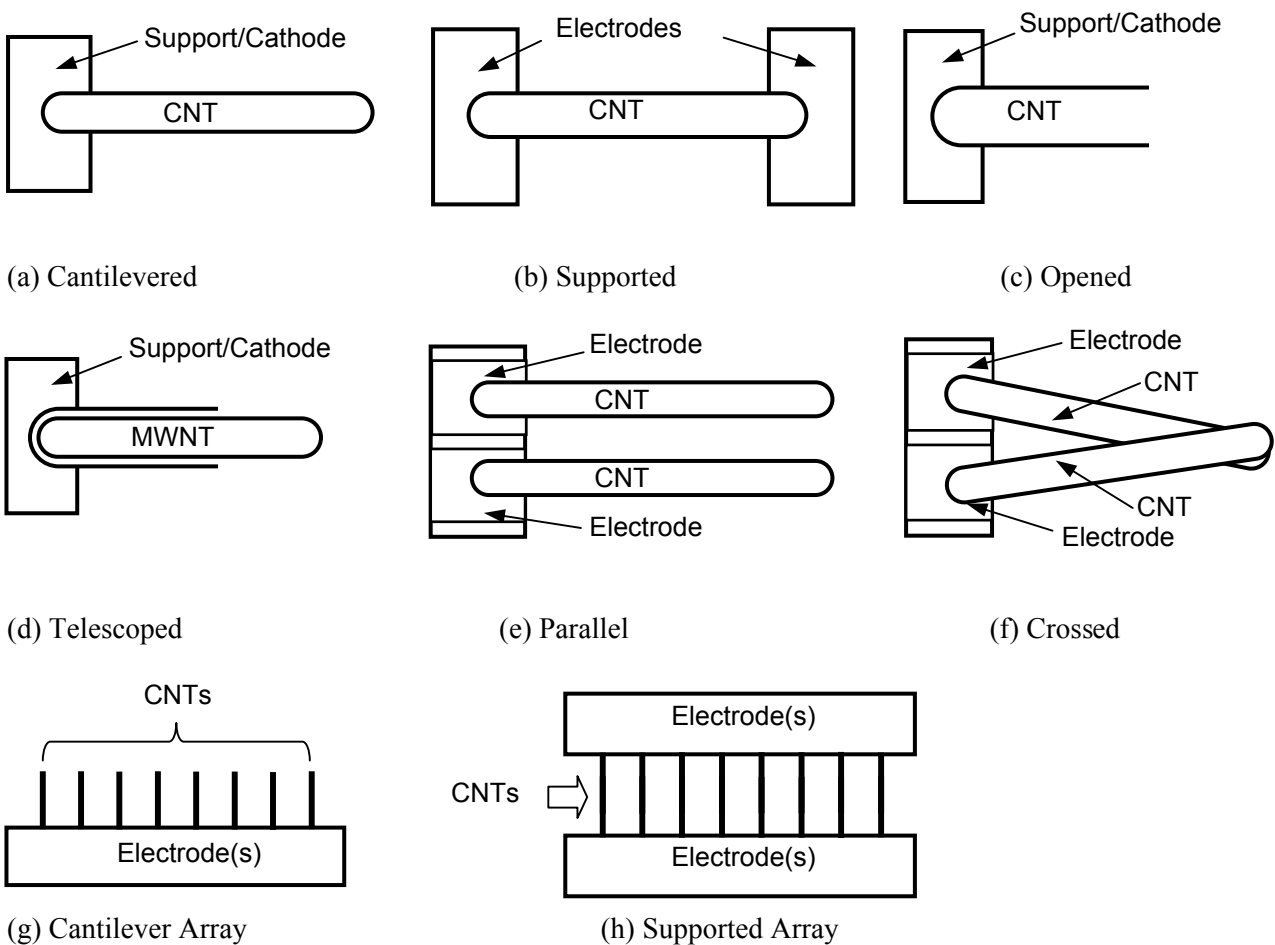 Support/Cathode
CNT
(a) Cantilevered
Electrodes
CNT
(b) Supported
Support/Cathode
CNT
(c) Opened
Support/Cathode
MWNT
(d) Telescoped
Electrode
CNT
CNT
Electrode
(e) Parallel
Electrode
CNT
CNT
Electrode
(f) Crossed
CNTs
Electrode(s)
(g) Cantilever Array
Electrode(s)
CNTs
Electrode(s)
(h) Supported Array